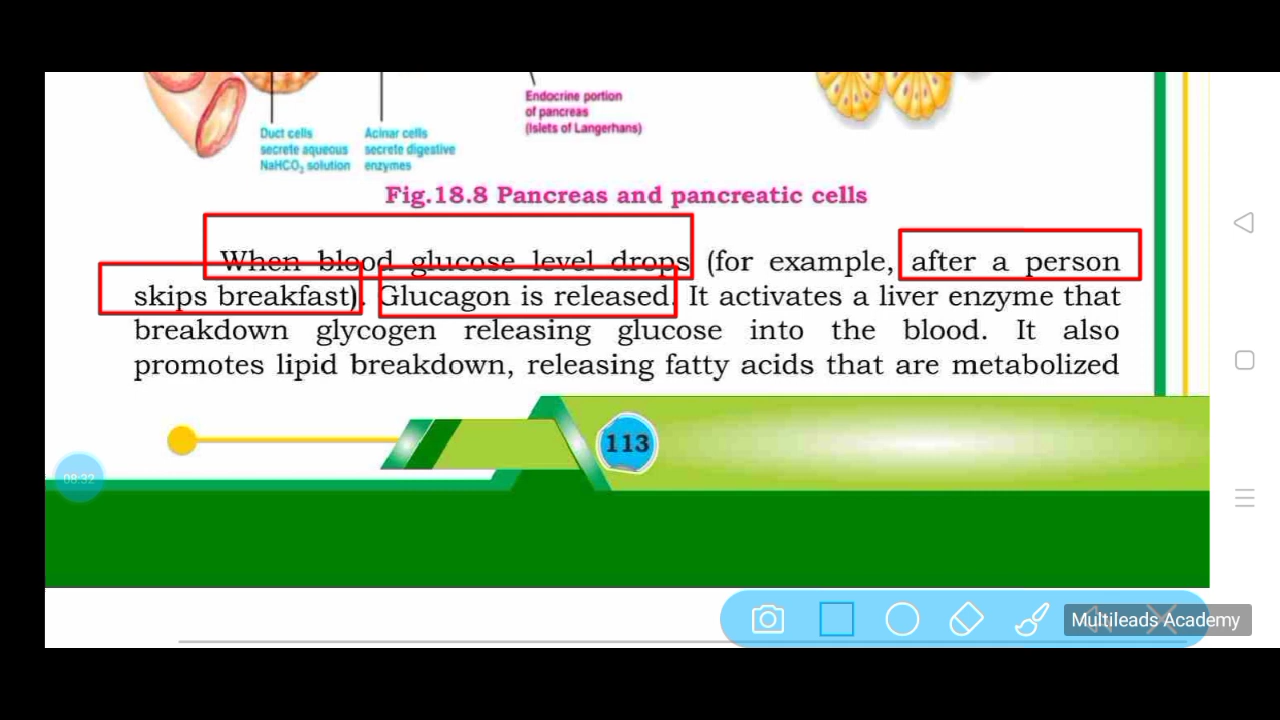 Endocrine portion
of pancreas
(Islets of Langerhans)
Duct cells
secrete aqueous
NaHCO₃ solution
Acinar cells
secrete digestive
enzymes
Fig.18.8 Pancreas and pancreatic cells
When blood glucose level drops (for example, after a person
skips breakfast). Glucagon is released. It activates a liver enzyme that
breakdown glycogen releasing glucose into the blood. It also
promotes lipid breakdown, releasing fatty acids that are metabolized
113
08:32
Multileads Academy